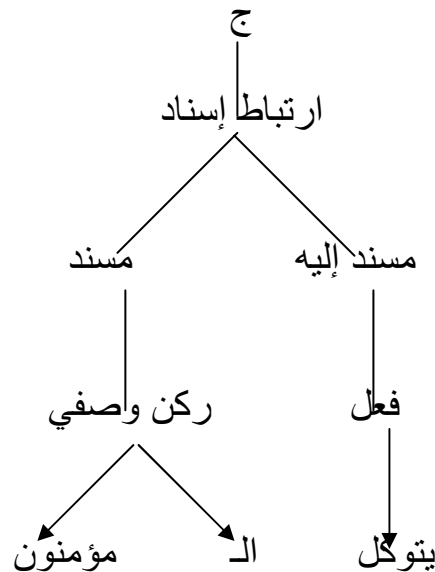 ج
ارتباط إسناد
مسند إليه مسند
فعل ركن وصفي
يتوكل الـ مؤمنون